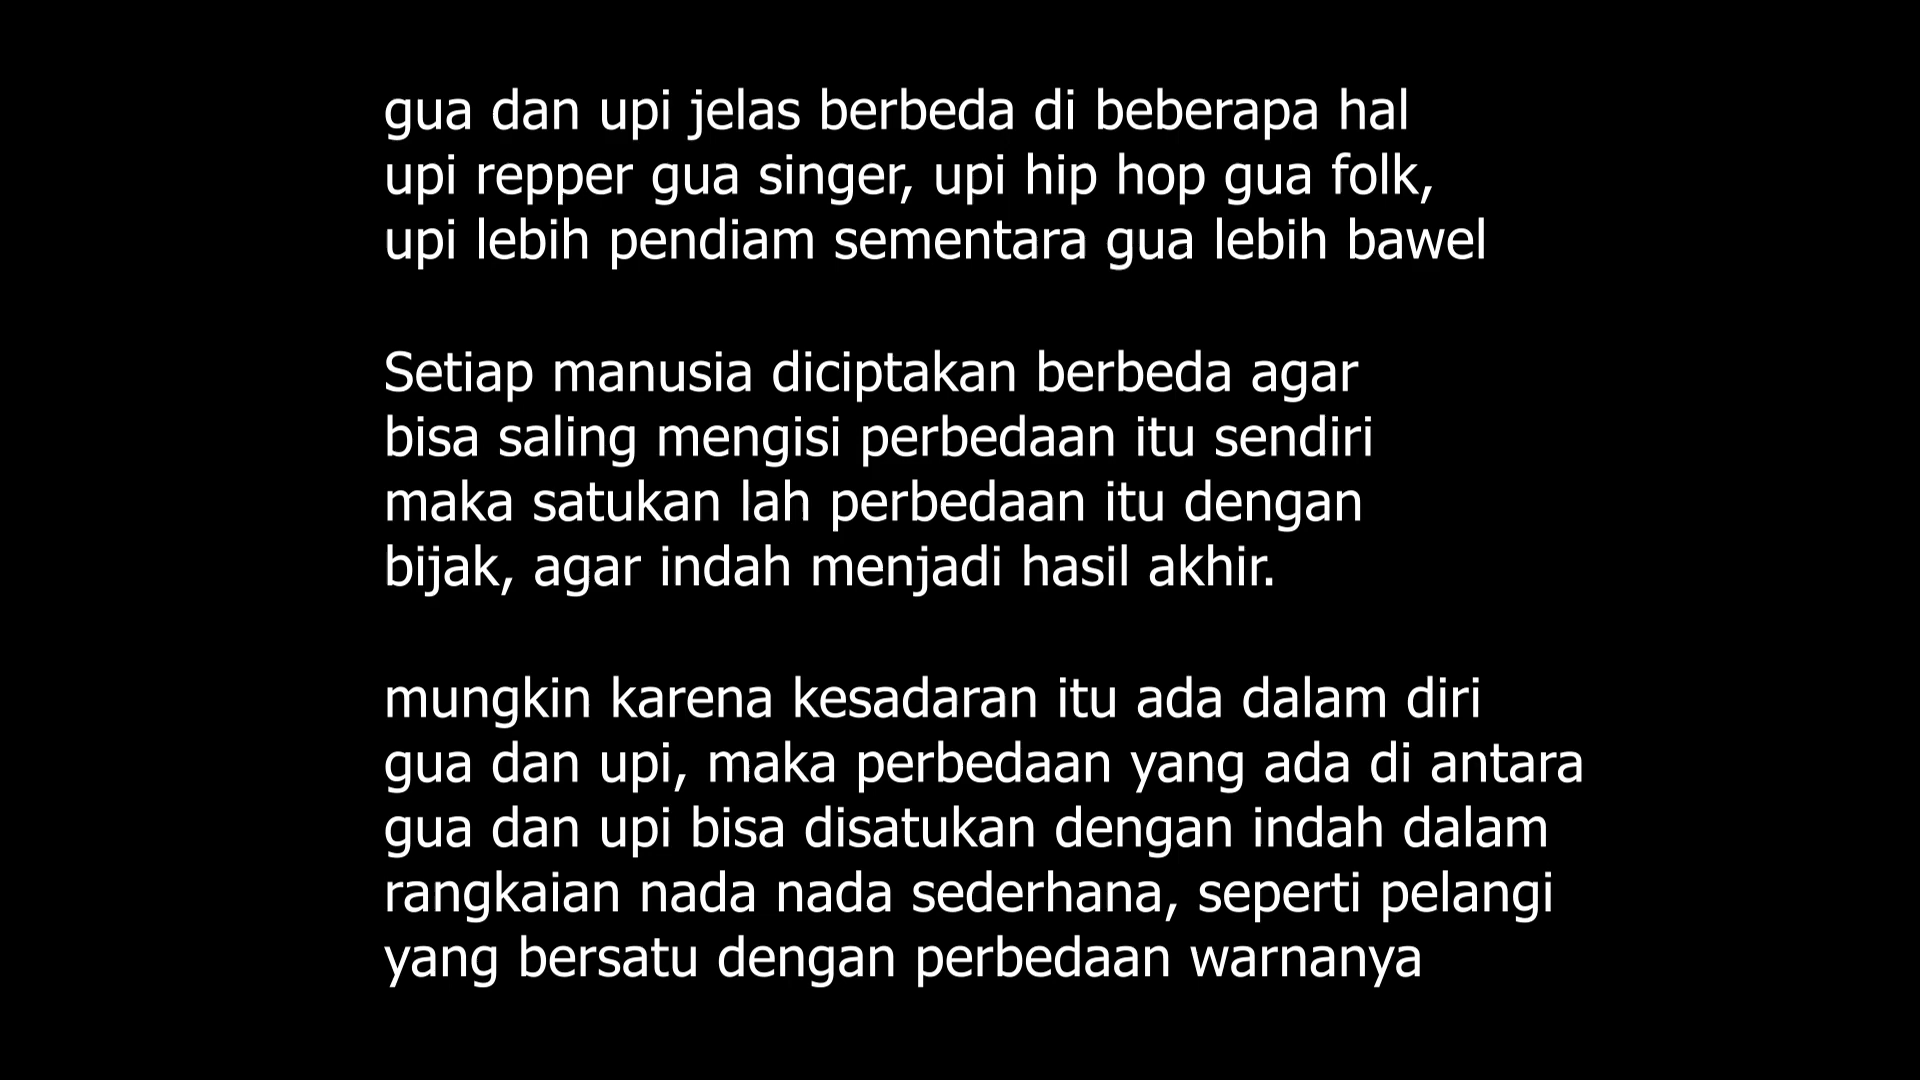 gua dan upi jelas berbeda di beberapa hal
upi repper gua singer, upi hip hop gua folk,
upi lebih pendiam sementara gua lebih bawel
Setiap manusia diciptakan berbeda agar
bisa saling mengisi perbedaan itu sendiri
maka satukan lah perbedaan itu dengan
bijak, agar indah menjadi hasil akhir.
mungkin karena kesadaran itu ada dalam diri
gua dan upi, maka perbedaan yang ada di antara
gua dan upi bisa disatukan dengan indah dalam
rangkaian nada nada sederhana, seperti pelangi
yang bersatu dengan perbedaan warnanya